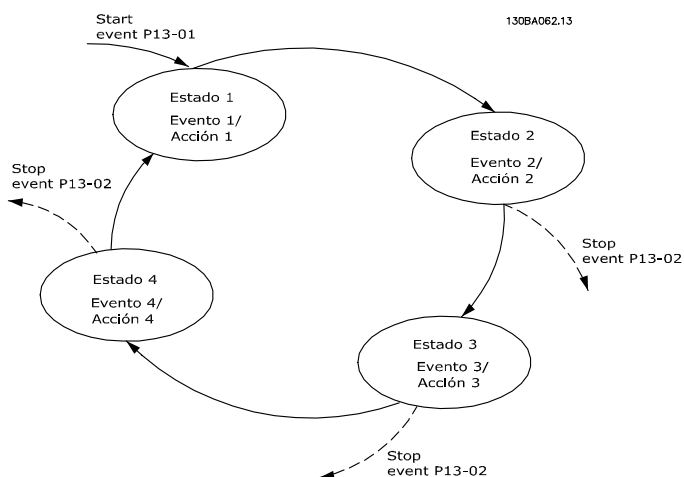 Start
event P13-01
130BA062.13
Estado 1
Evento 1/
Acción 1
Estado 2
Evento 2/
Acción 2
Stop
event P13-02
Stop
event P13-02
Estado 4
Evento 4/
Acción 4
Estado 3
Evento 3/
Acción 3
Stop
event P13-02